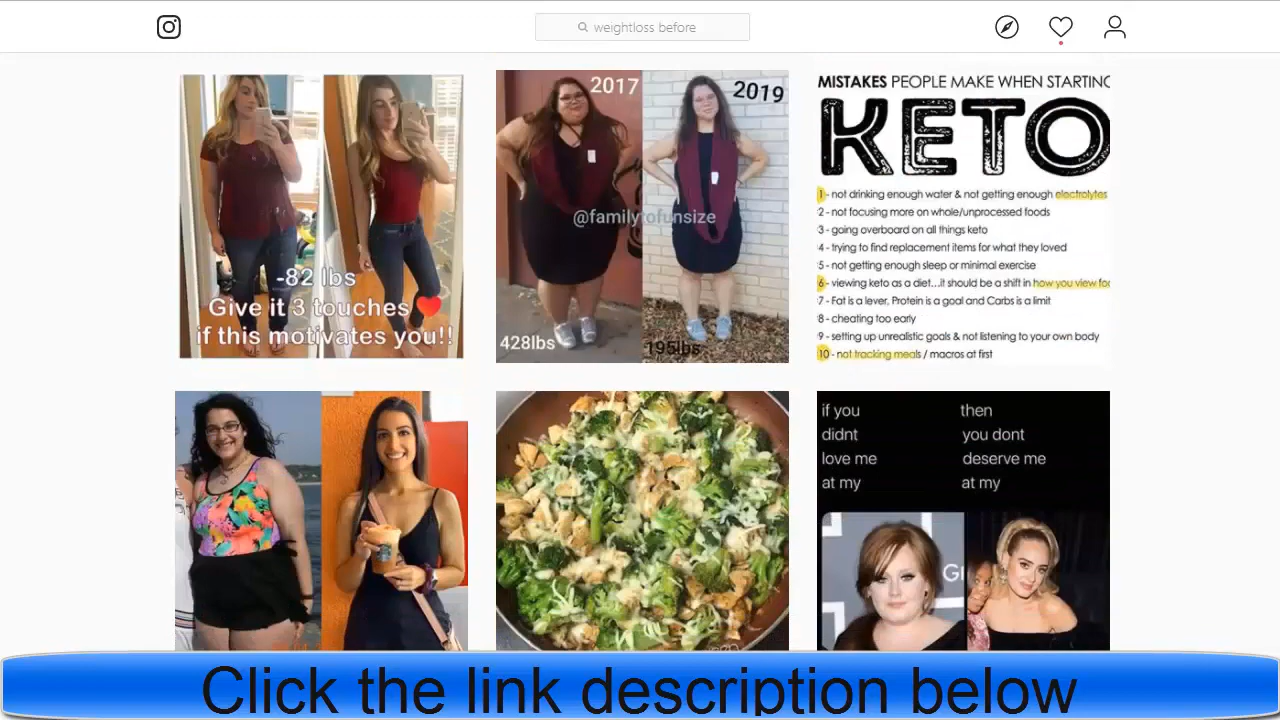 weightloss before
-82 lbs
Give it 3 touches ❤️
if this motivates you!!
2017
2019
@familytofunsize
428lbs
195lbs
MISTAKES PEOPLE MAKE WHEN STARTING
KETO
1 - not drinking enough water & not getting enough electrolytes
2 - not focusing more on whole/unprocessed foods
3 - going overboard on all things keto
4 - trying to find replacement items for what they loved
5 - not getting enough sleep or minimal exercise
6 - viewing keto as a diet...it should be a shift in how you view for
7 - Fat is a lever, Protein is a goal and Carbs is a limit
8 - cheating too early
9 - setting up unrealistic goals & not listening to your own body
10 - not tracking meals / macros at first
if you then
didnt you dont
love me deserve me
at my at my
Click the link description below